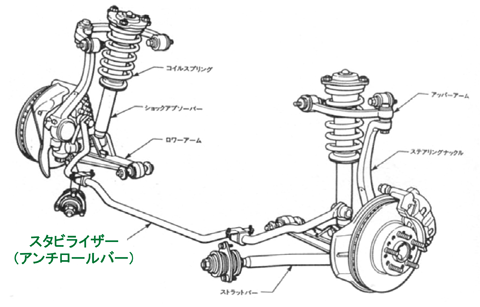 コイルスプリング
ショックアブソーバー
ロワーアーム
アッパーアーム
ステアリングナックル
スタビライザー
(アンチロールバー)
ストラットバー